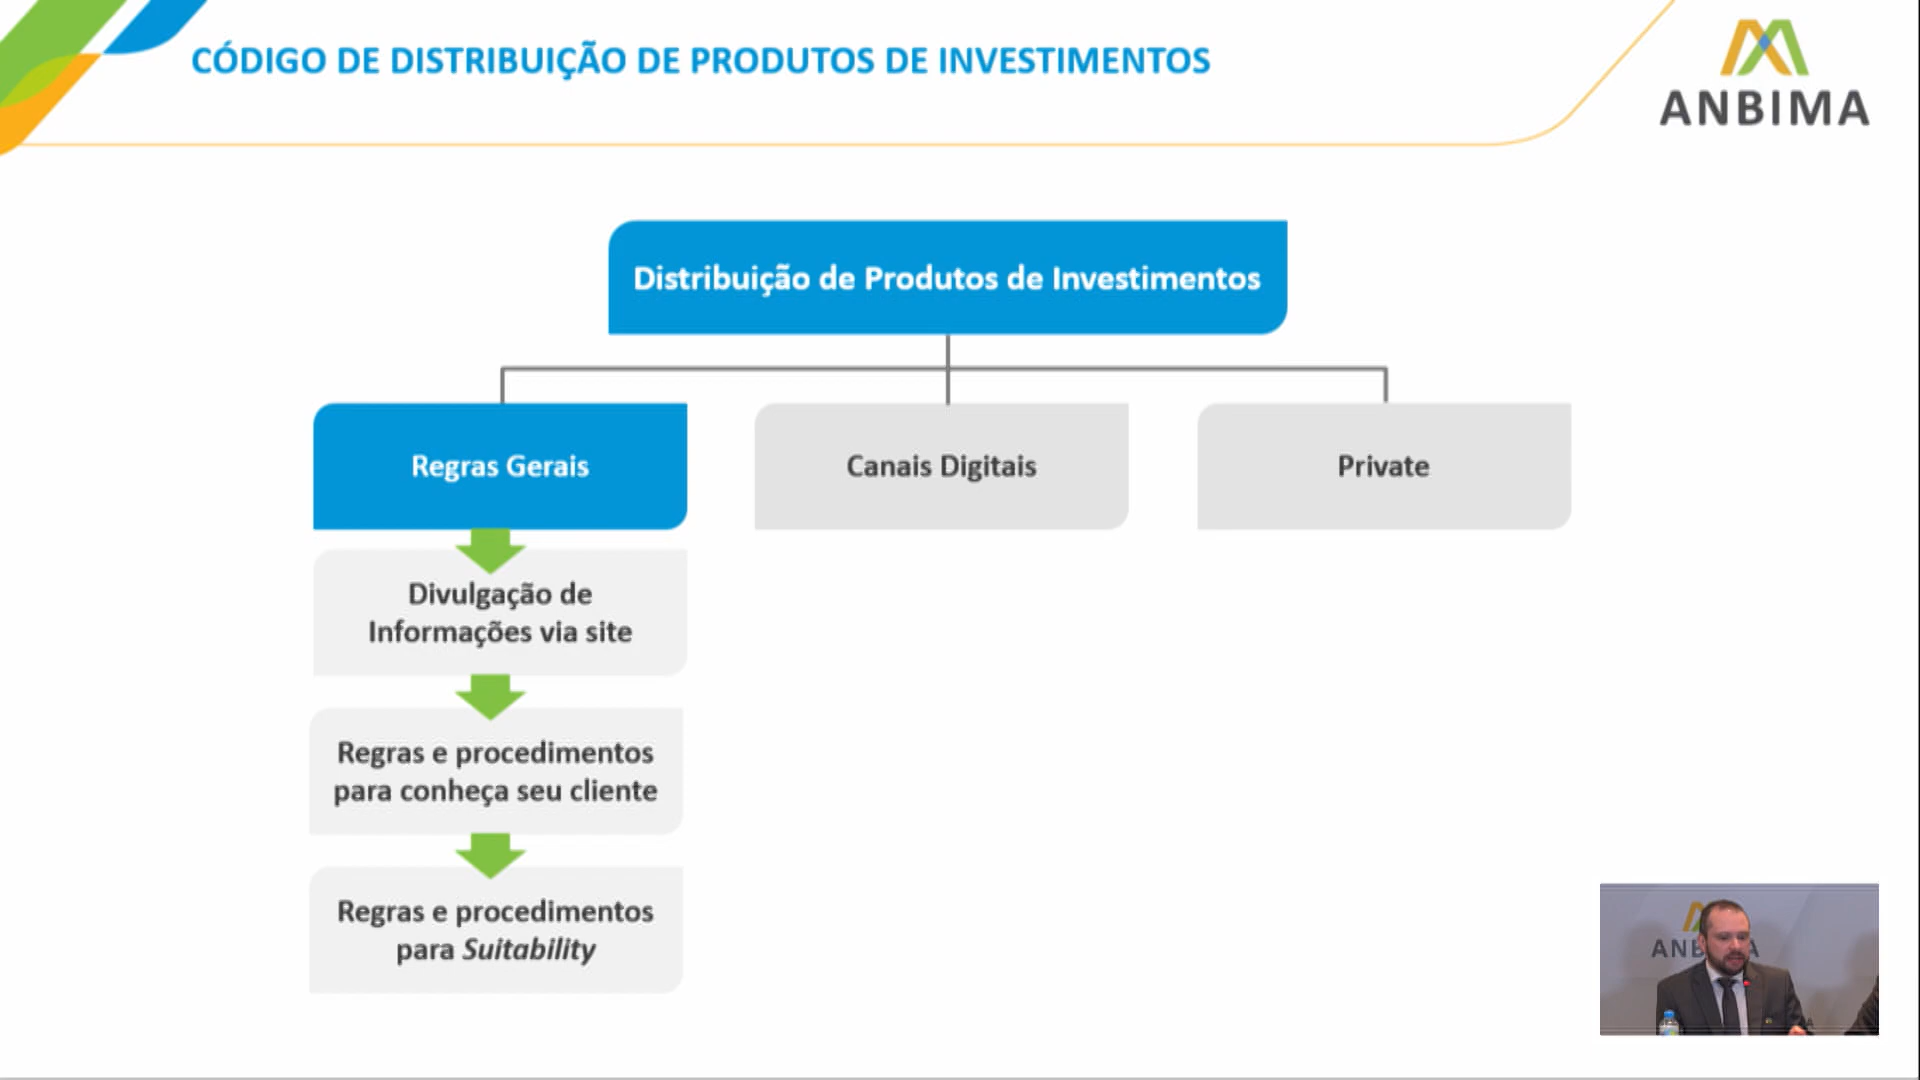 CÓDIGO DE DISTRIBUIÇÃO DE PRODUTOS DE INVESTIMENTOS
ANBIMA
Distribuição de Produtos de Investimentos
Regras Gerais
Canais Digitais
Private
Divulgação de
Informações via site
Regras e procedimentos
para conheça seu cliente
Regras e procedimentos
para Suitability